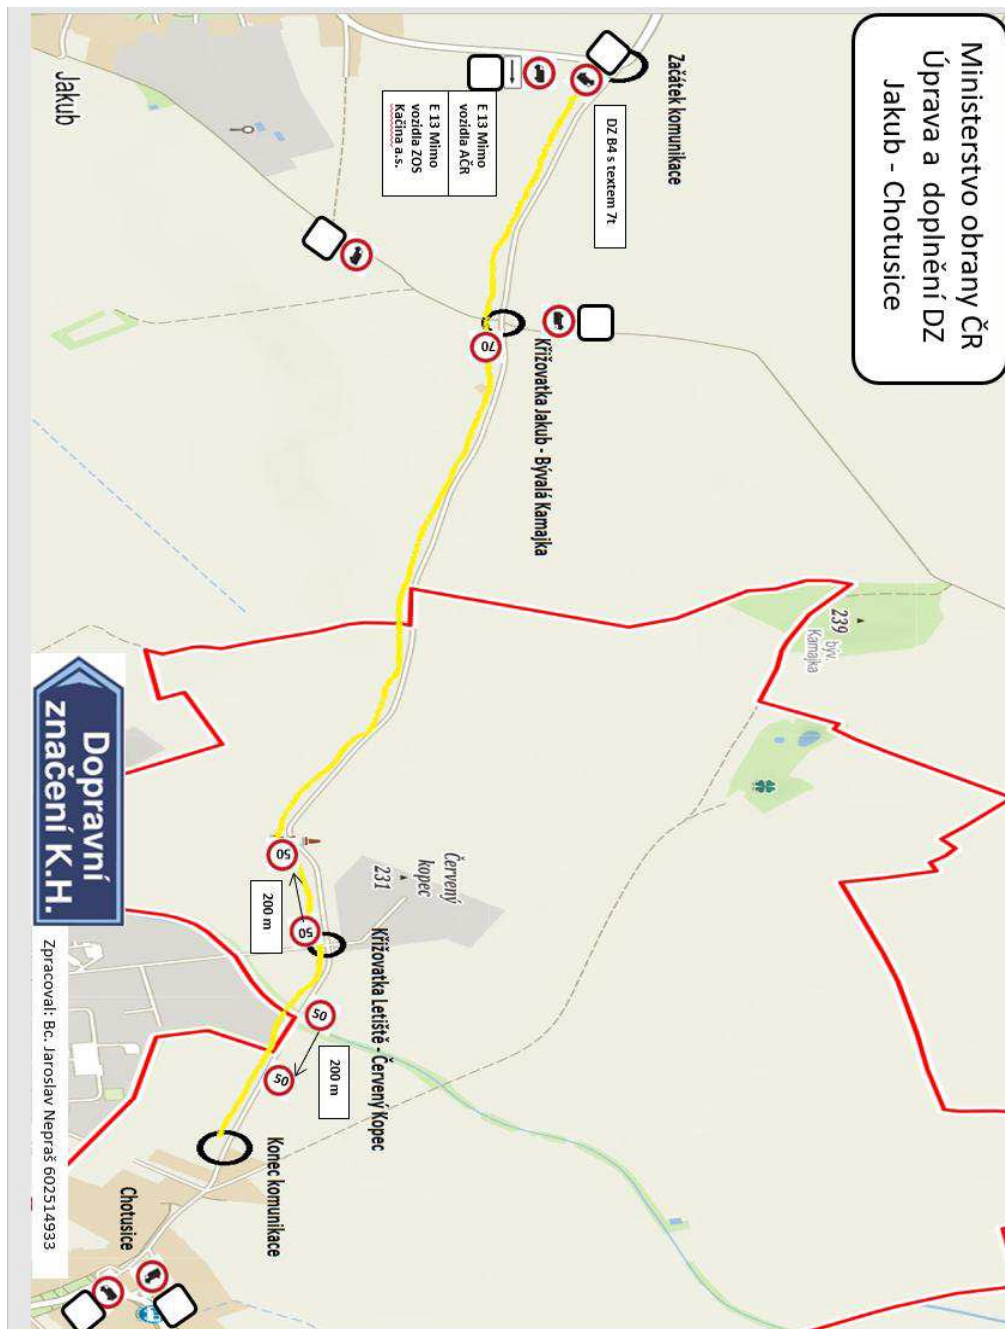 Ministerstvo obrany ČR
Úprava a doplnění DZ
Jakub - Chotusice
Začátek komunikace
DZ B4 s textem 7t
E 13 Mimo
vozidla AČR
E 13 Mimo
vozidla ZOS
Kačina a.s.
Jakub
Křižovatka Jakub - Bývalá Kamajka
70
239
býv.
Kamajka
Červený
kopec
231
50
200 m
50
Křižovatka Letiště - Červený Kopec
50
200 m
50
Konec komunikace
Chotusice
Dopravní
značení K.H.
Zpracoval: Bc. Jaroslav Nepraš 602514933